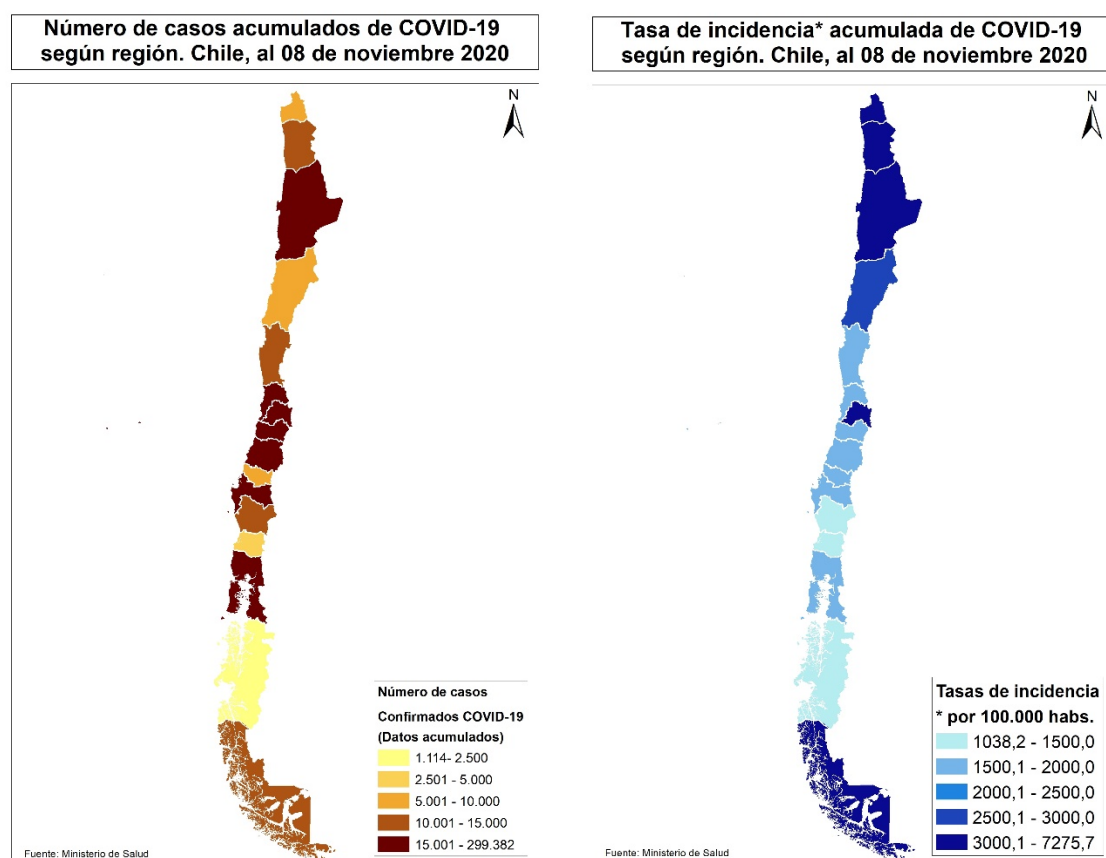 Número de casos acumulados de COVID-19
según región. Chile, al 08 de noviembre 2020
N
Número de casos
Confirmados COVID-19
(Datos acumulados)
1.114- 2.500
2.501 - 5.000
5.001 - 10.000
10.001 - 15.000
15.001 - 299.382
Fuente: Ministerio de Salud
Tasa de incidencia* acumulada de COVID-19
según región. Chile, al 08 de noviembre 2020
N
Tasas de incidencia
* por 100.000 habs.
1038,2 - 1500,0
1500,1 - 2000,0
2000,1 - 2500,0
2500,1 - 3000,0
3000,1 - 7275,7
Fuente: Ministerio de Salud